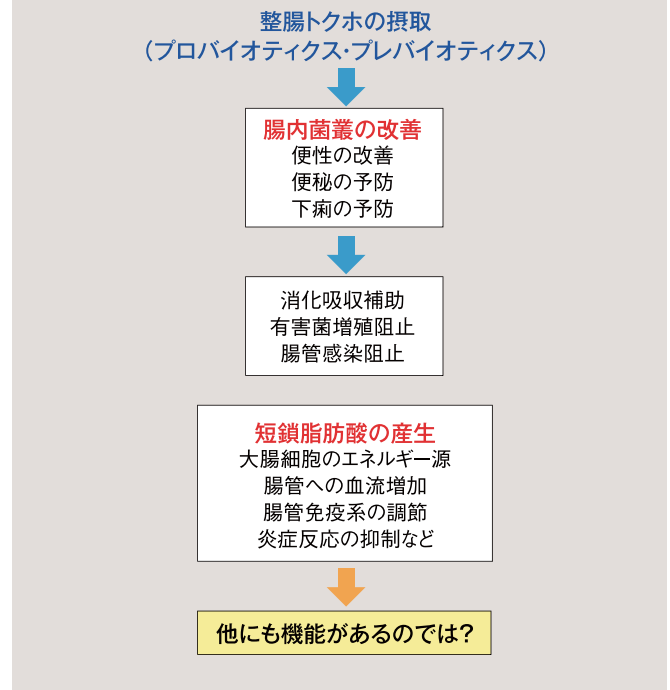 整腸トクホの摂取
（プロバイオティクス・プレバイオティクス）
腸内菌叢の改善
便性の改善
便秘の予防
下痢の予防
消化吸収補助
有害菌増殖阻止
腸管感染阻止
短鎖脂肪酸の産生
大腸細胞のエネルギー源
腸管への血流増加
腸管免疫系の調節
炎症反応の抑制など
他にも機能があるのでは?